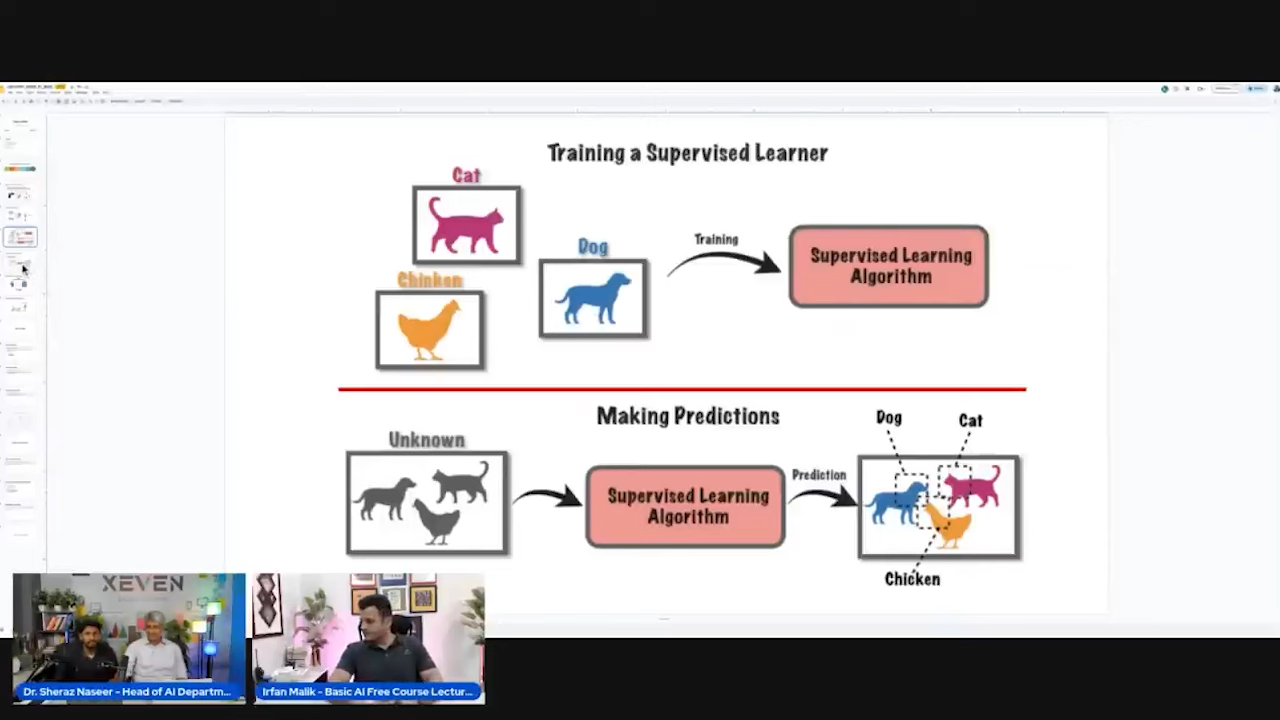 Training a Supervised Learner
Cat
Dog
Chinken
Training
Supervised Learning
Algorithm
Making Predictions
Unknown
Supervised Learning
Algorithm
Prediction
Dog
Cat
Chicken
XEVEN
Dr. Sheraz Naseer - Head of AI Departm...
Irfan Malik - Basic AI Free Course Lectur...